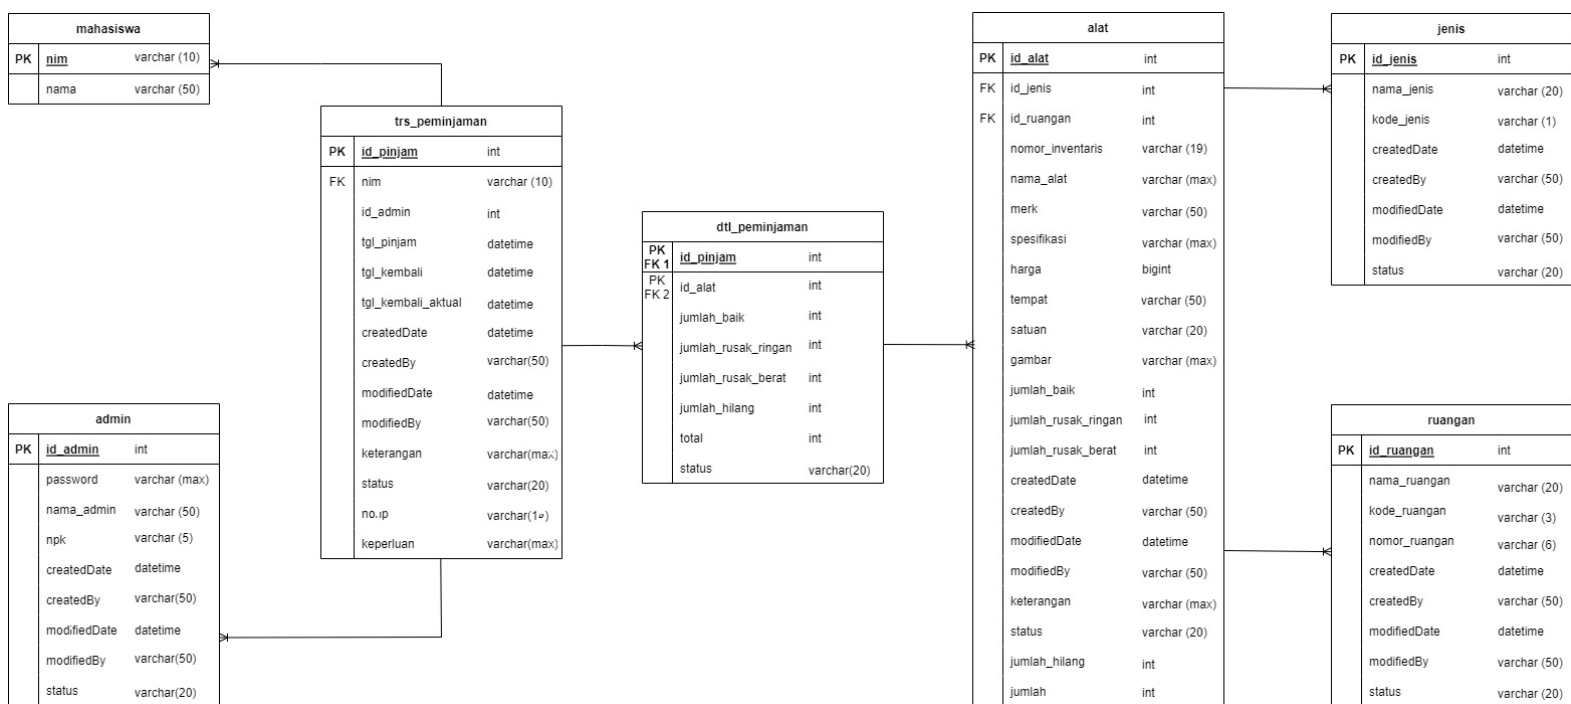 mahasiswa
PK nim varchar (10)
nama varchar (50)
trs_peminjaman
PK id_pinjam int
FK nim varchar (10)
id_admin int
tgl_pinjam datetime
tgl_kembali datetime
tgl_kembali_aktual datetime
createdDate datetime
createdBy varchar(50)
modifiedDate datetime
modifiedBy varchar(50)
keterangan varchar(max)
status varchar(20)
keperluan varchar(max)
admin
PK id_admin int
password varchar (max)
nama_admin varchar (50)
npk varchar (5)
createdDate datetime
createdBy varchar(50)
modifiedDate datetime
modifiedBy varchar(50)
status varchar(20)
dtl_peminjaman
PK
FK 1 id_pinjam int
PK
FK 2 id_alat int
jumlah_baik int
jumlah_rusak_ringan int
jumlah_rusak_berat int
jumlah_hilang int
total int
status varchar(20)
alat
PK id_alat int
FK id_jenis int
FK id_ruangan int
nomor_inventaris varchar (19)
nama_alat varchar (max)
merk varchar (50)
spesifikasi varchar (max)
harga bigint
tempat varchar (50)
satuan varchar (20)
gambar varchar (max)
jumlah_baik int
jumlah_rusak_ringan int
jumlah_rusak_berat int
createdDate datetime
createdBy varchar (50)
modifiedDate datetime
modifiedBy varchar (50)
keterangan varchar (max)
status varchar (20)
jumlah_hilang int
jumlah int
jenis
PK id_jenis int
nama_jenis varchar (20)
kode_jenis varchar (1)
createdDate datetime
createdBy varchar (50)
modifiedDate datetime
modifiedBy varchar (50)
status varchar (20)
ruangan
PK id_ruangan int
nama_ruangan varchar (20)
kode_ruangan varchar (3)
nomor_ruangan varchar (6)
createdDate datetime
createdBy varchar (50)
modifiedDate datetime
modifiedBy varchar (50)
status varchar (20)